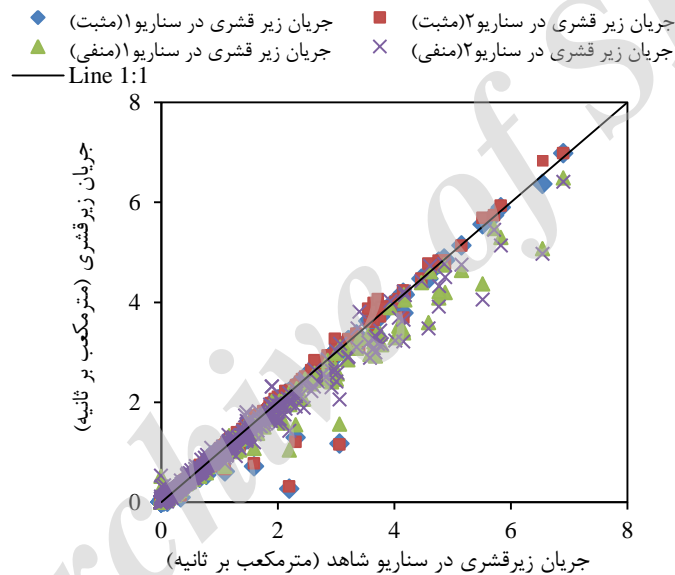 جریان زیر قشری در سناریو۱(مثبت)
جریان زیر قشری در سناریو۲(مثبت)
جریان زیر قشری در سناریو۱(منفی)
جریان زیر قشری در سناریو۲(منفی)
Line 1:1
جریان زیرقشری (مترمکعب بر ثانیه)
8
6
4
2
0
0 2 4 6 8
جریان زیرقشری در سناریو شاهد (مترمکعب بر ثانیه)